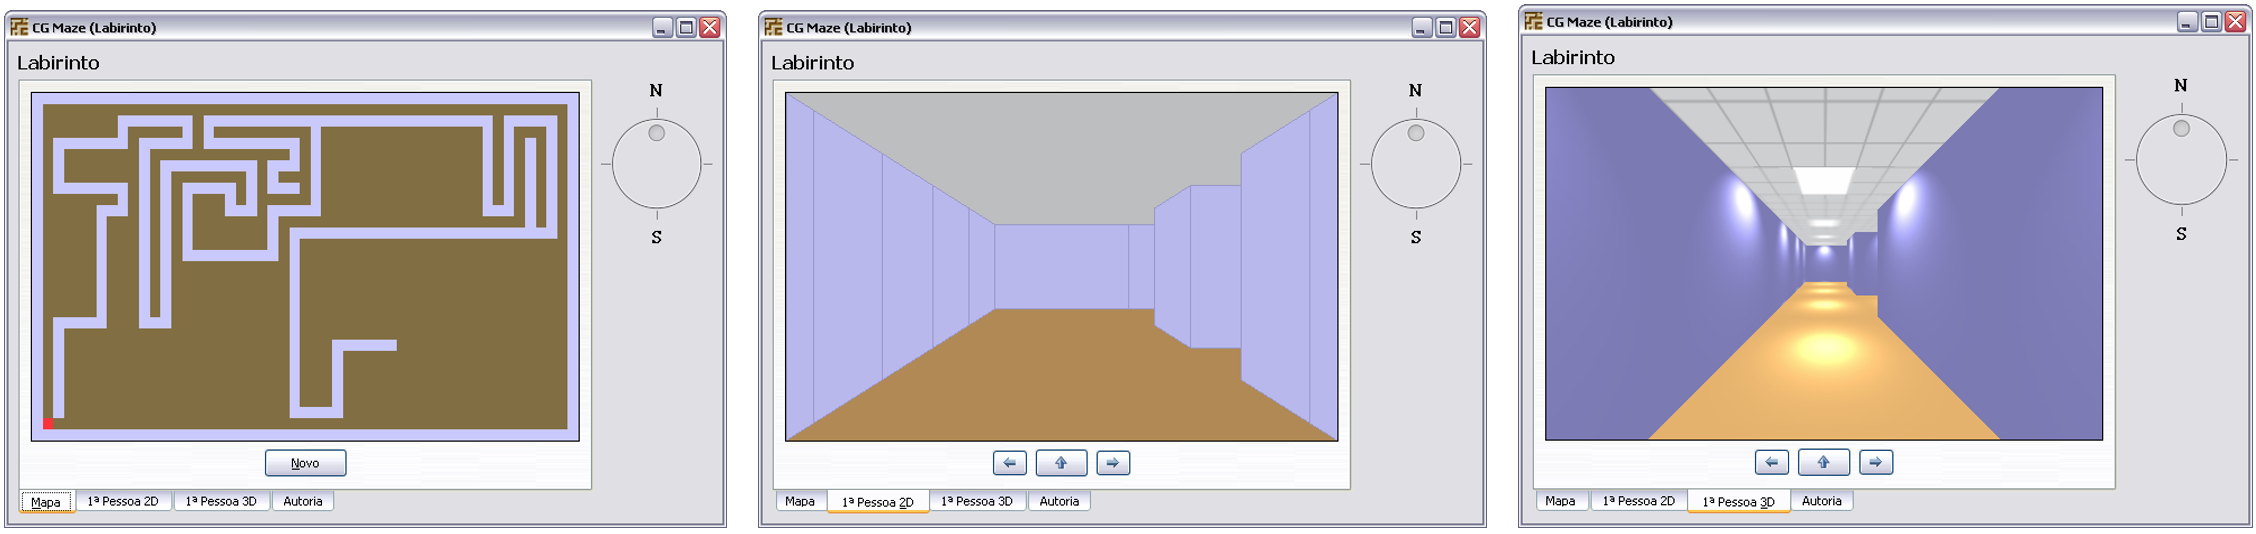 CG Maze (Labirinto)
Labirinto
N
S
Novo
Mapa 1ª Pessoa 2D 1ª Pessoa 3D Autoria
CG Maze (Labirinto)
Labirinto
N
S
Mapa 1ª Pessoa 2D 1ª Pessoa 3D Autoria
CG Maze (Labirinto)
Labirinto
N
S
Mapa 1ª Pessoa 2D 1ª Pessoa 3D Autoria